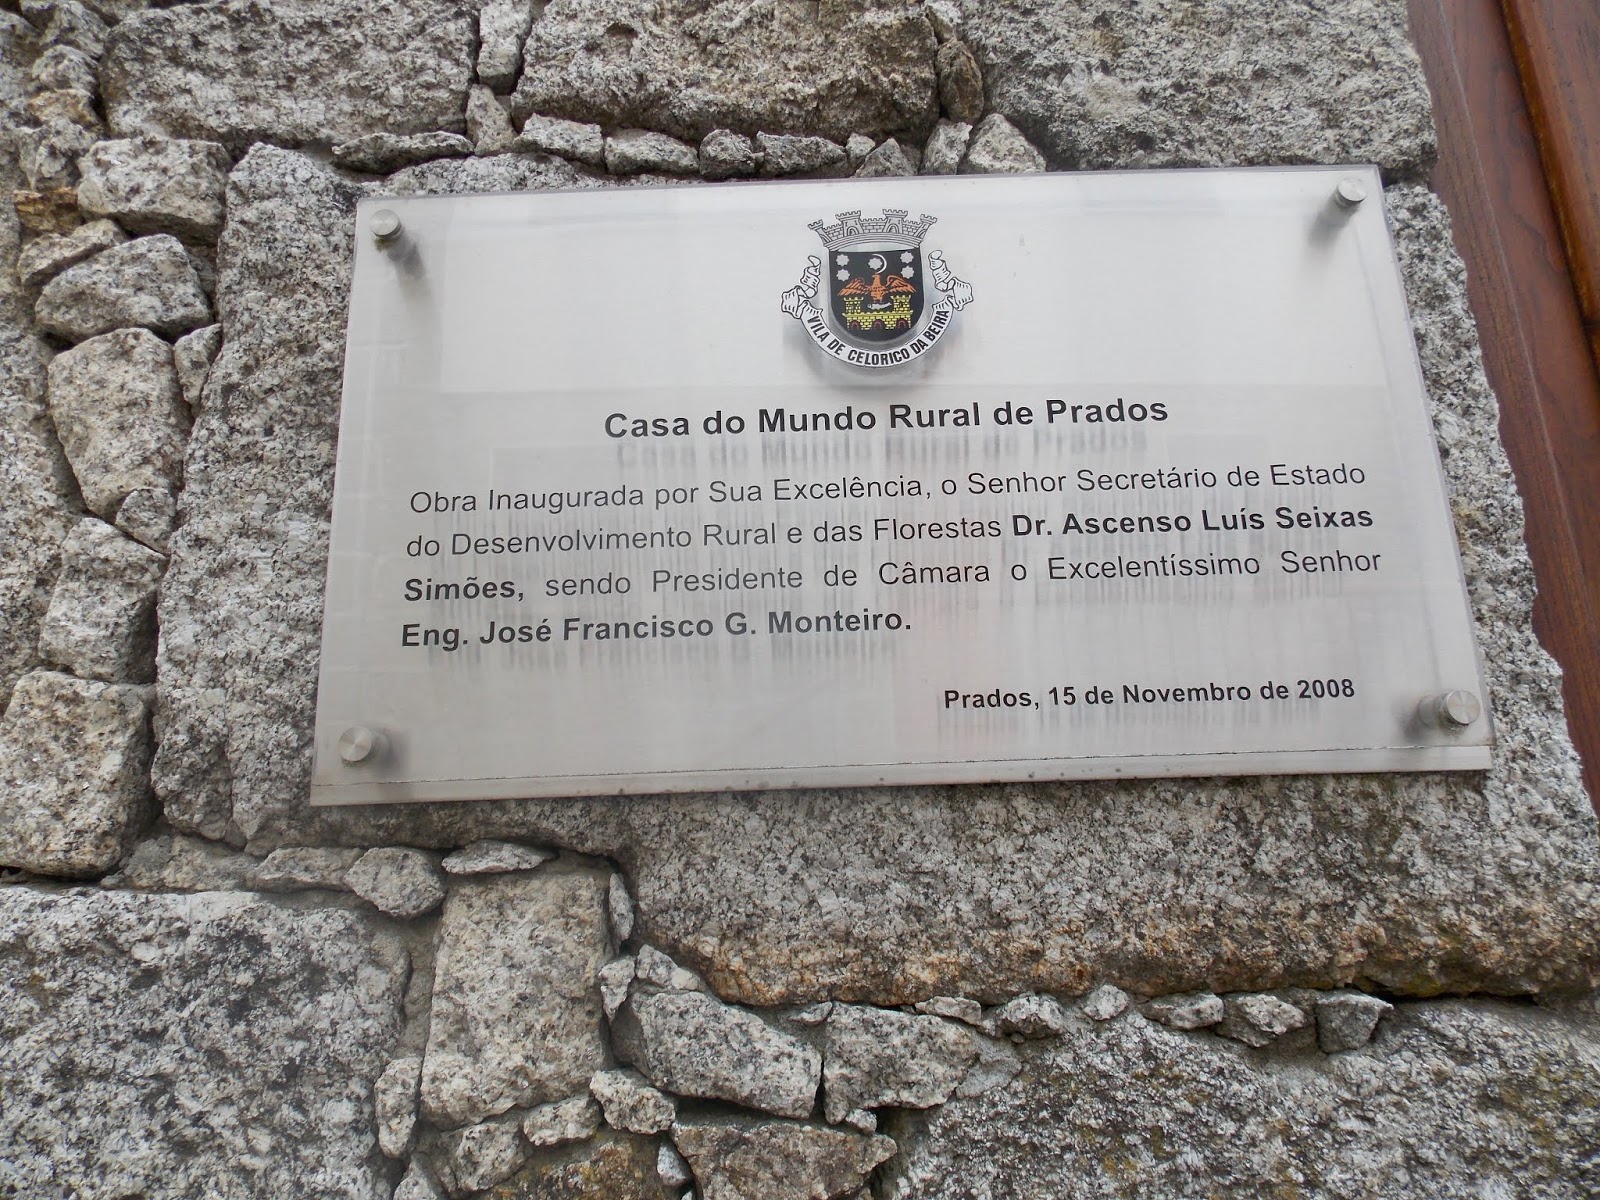 VILA DE CELORICO DA BEIRA
Casa do Mundo Rural de Prados
Obra Inaugurada por Sua Excelência, o Senhor Secretário de Estado
do Desenvolvimento Rural e das Florestas Dr. Ascenso Luís Seixas
Simões, sendo Presidente de Câmara o Excelentíssimo Senhor
Eng. José Francisco G. Monteiro.
Prados, 15 de Novembro de 2008